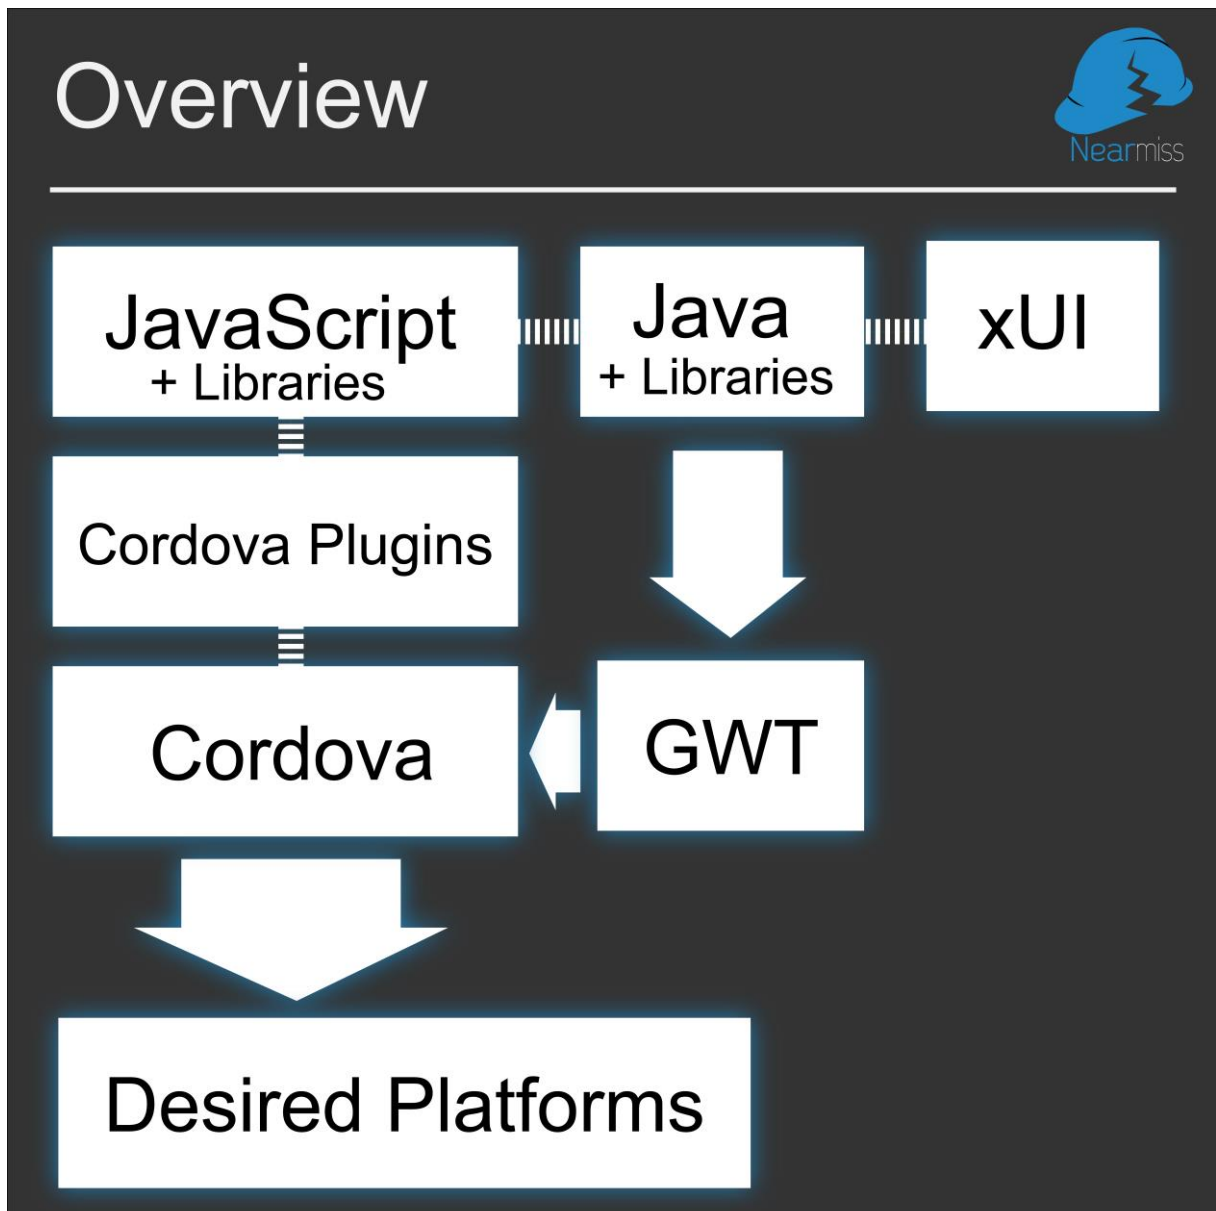 Overview
Nearmiss
JavaScript
+ Libraries
Java
+ Libraries
xUI
Cordova Plugins
Cordova
GWT
Desired Platforms